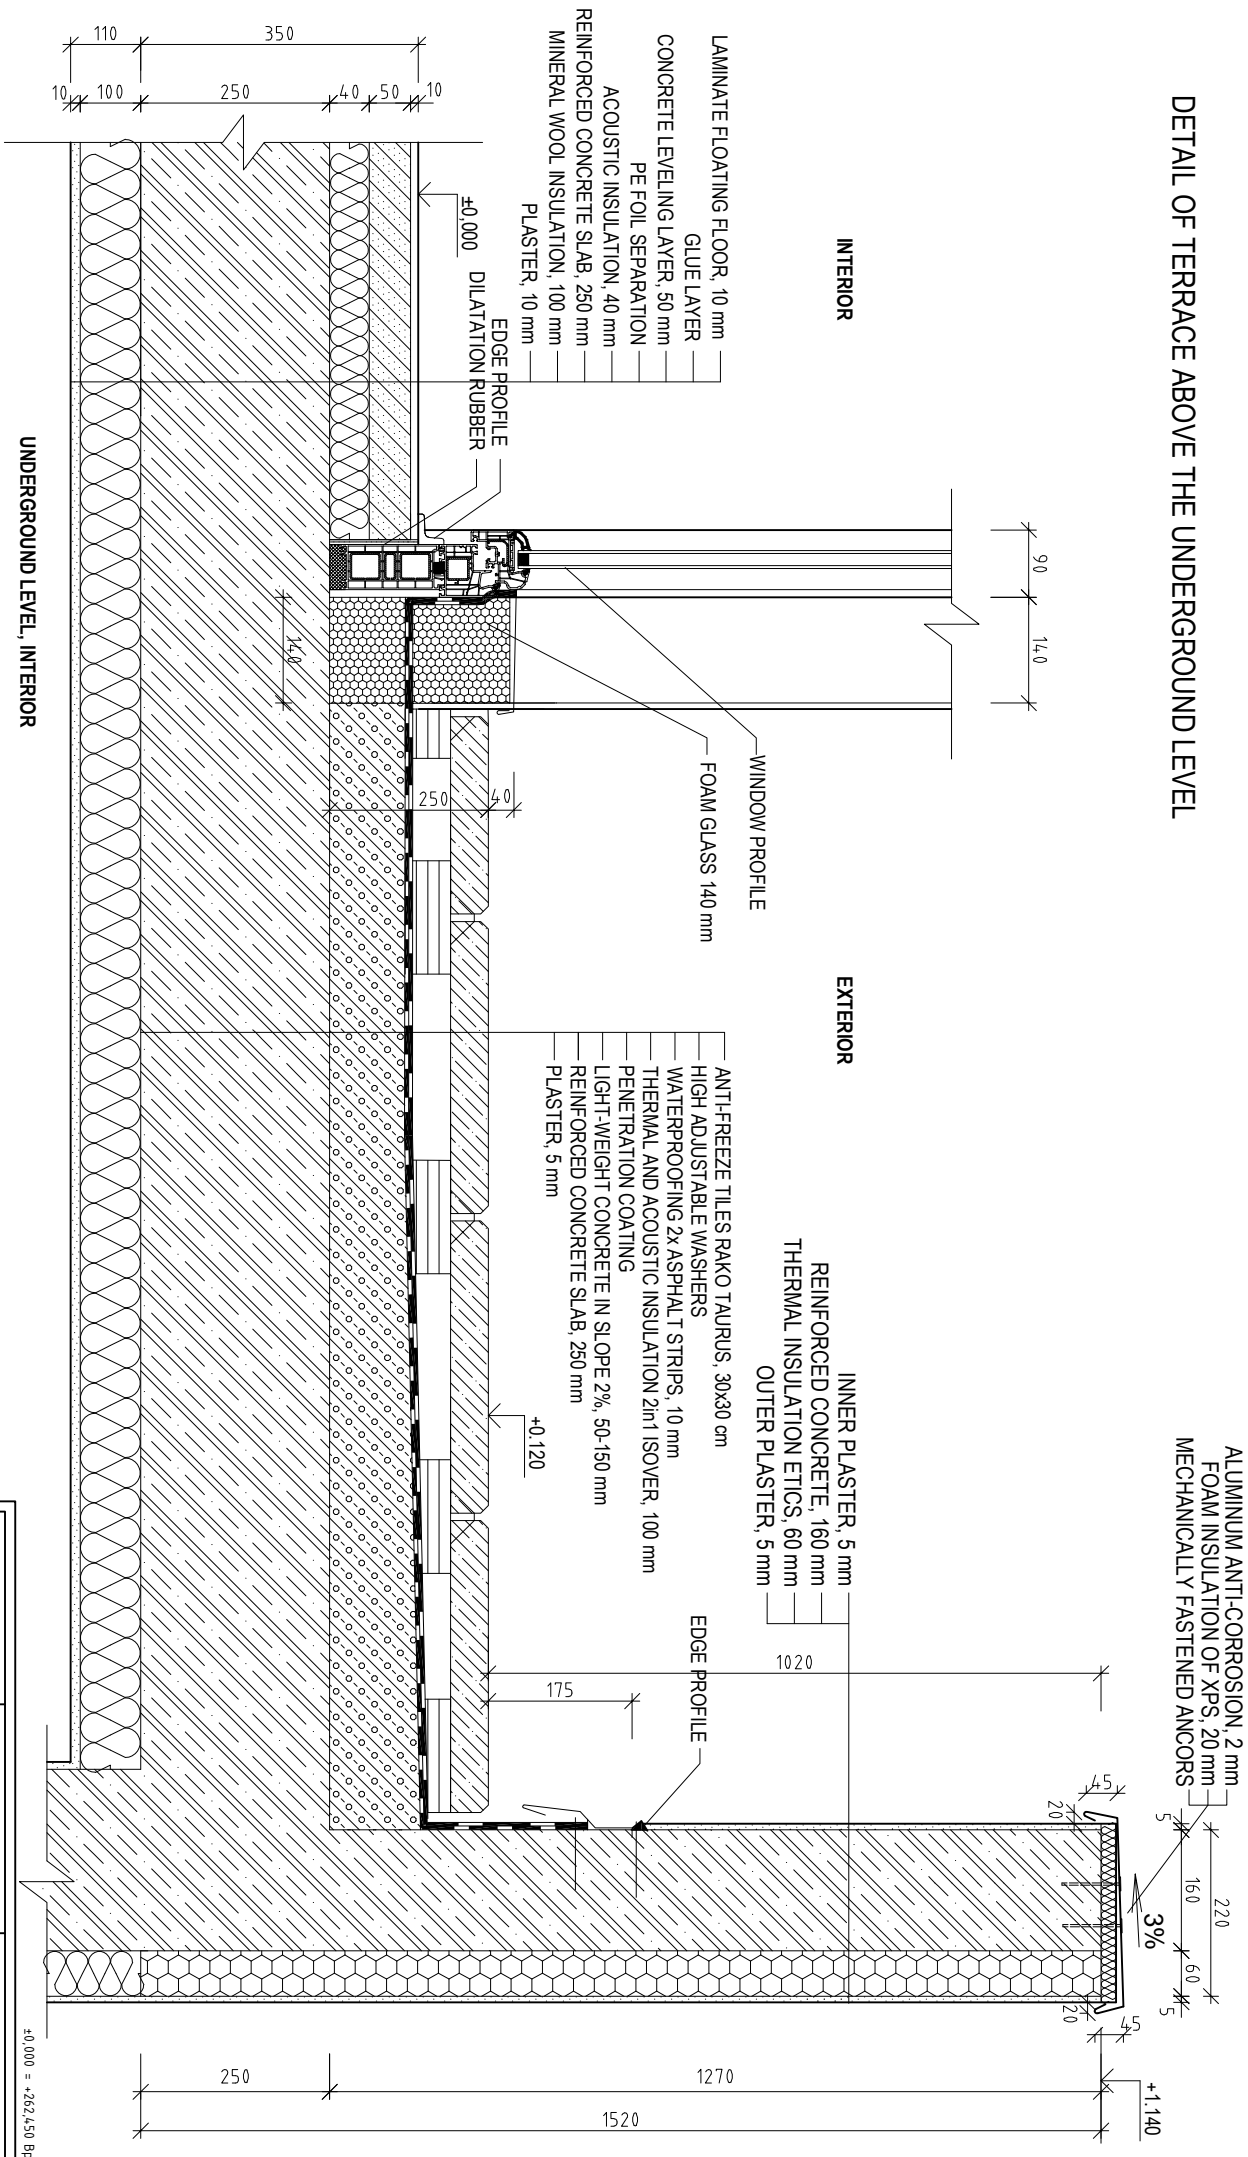 DETAIL OF TERRACE ABOVE THE UNDERGROUND LEVEL
INTERIOR
EXTERIOR
ALUMINUM ANTI-CORROSION, 2 mm
FOAM INSULATION OF XPS, 20 mm
MECHANICALLY FASTENED ANCORS
LAMINATE FLOATING FLOOR, 10 mm
GLUE LAYER
CONCRETE LEVELING LAYER, 50 mm
PE FOIL SEPARATION
ACOUSTIC INSULATION, 40 mm
REINFORCED CONCRETE SLAB, 250 mm
MINERAL WOOL INSULATION, 100 mm
PLASTER, 10 mm
EDGE PROFILE
DILATATION RUBBER
±0,000
WINDOW PROFILE
FOAM GLASS 140 mm
INNER PLASTER, 5 mm
REINFORCED CONCRETE, 160 mm
THERMAL INSULATION ETICS, 60 mm
OUTER PLASTER, 5 mm
ANTI-FREEZE TILES RAKO TAURUS, 30x30 cm
HIGH ADJUSTABLE WASHERS
WATERPROOFING 2x ASPHALT STRIPS, 10 mm
THERMAL AND ACOUSTIC INSULATION 2in1 ISOVER, 100 mm
PENETRATION COATING
LIGHT-WEIGHT CONCRETE IN SLOPE 2%, 50-150 mm
REINFORCED CONCRETE SLAB, 250 mm
PLASTER, 5 mm
EDGE PROFILE
+0.120
+1.140
3%
220
5
160
60
5
45
20
20
45
90
140
140
250
40
1020
175
110
350
10
100
250
40
50
10
250
1270
1520
UNDERGROUND LEVEL, INTERIOR
±0,000 = +262,450 Bp